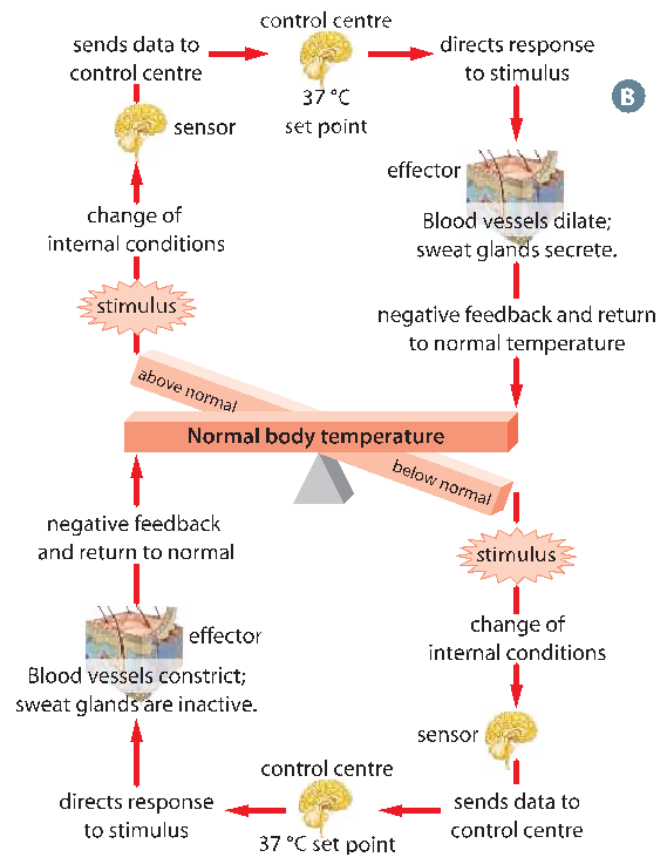 control centre
sends data to
control centre
37 °C
set point
directs response
to stimulus
B
sensor
effector
Blood vessels dilate;
sweat glands secrete.
change of
internal conditions
stimulus
negative feedback and return
to normal temperature
above normal
Normal body temperature
below normal
negative feedback
and return to normal
stimulus
effector
Blood vessels constrict;
sweat glands are inactive.
change of
internal conditions
sensor
control centre
directs response
to stimulus
37 °C set point
sends data to
control centre